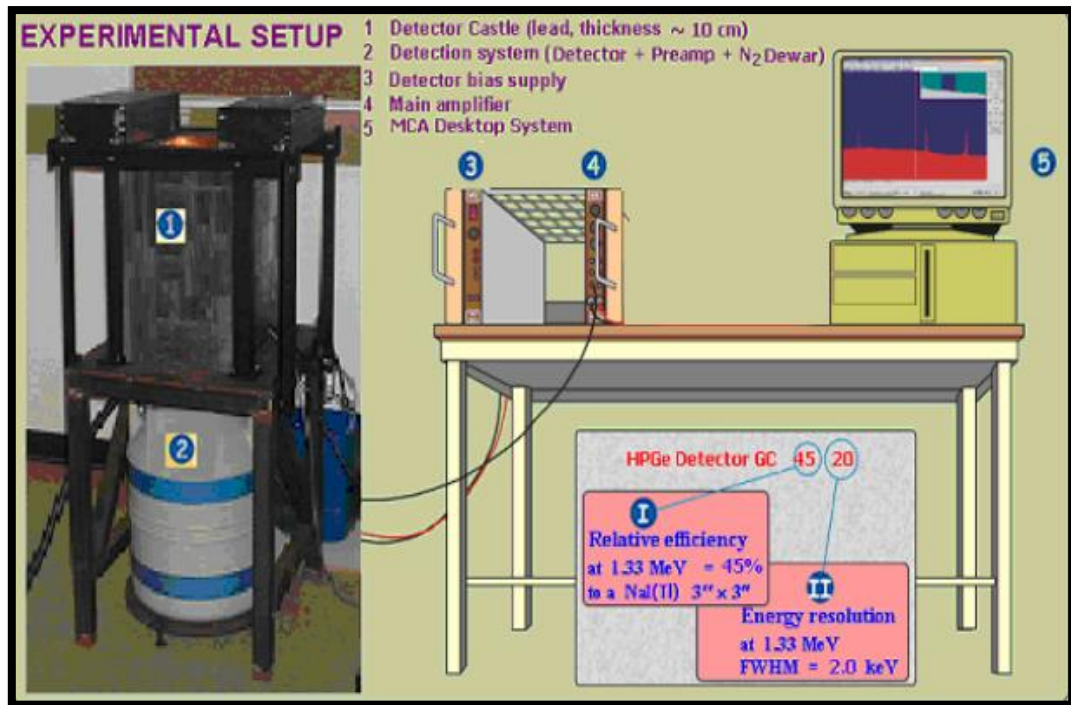 EXPERIMENTAL SETUP
1 Detector Castle (lead, thickness ~ 10 cm)
2 Detection system (Detector + Preamp + N2 Dewar)
3 Detector bias supply
4 Main amplifier
5 MCA Desktop System
1
2
3
4
5
HPGe Detector GC 45 20
I
Relative efficiency
at 1.33 MeV = 45%
to a NaI(Tl) 3" × 3"
II
Energy resolution
at 1.33 MeV
FWHM = 2.0 keV